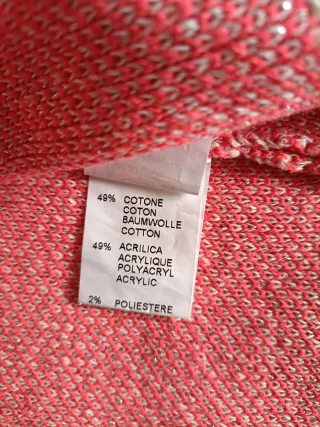 49% COTONE
COTON
BAUMWOLLE
COTTON
49% ACRILICA
ACRYLIQUE
POLYACRYL
ACRYLIC
2% POLIESTERE